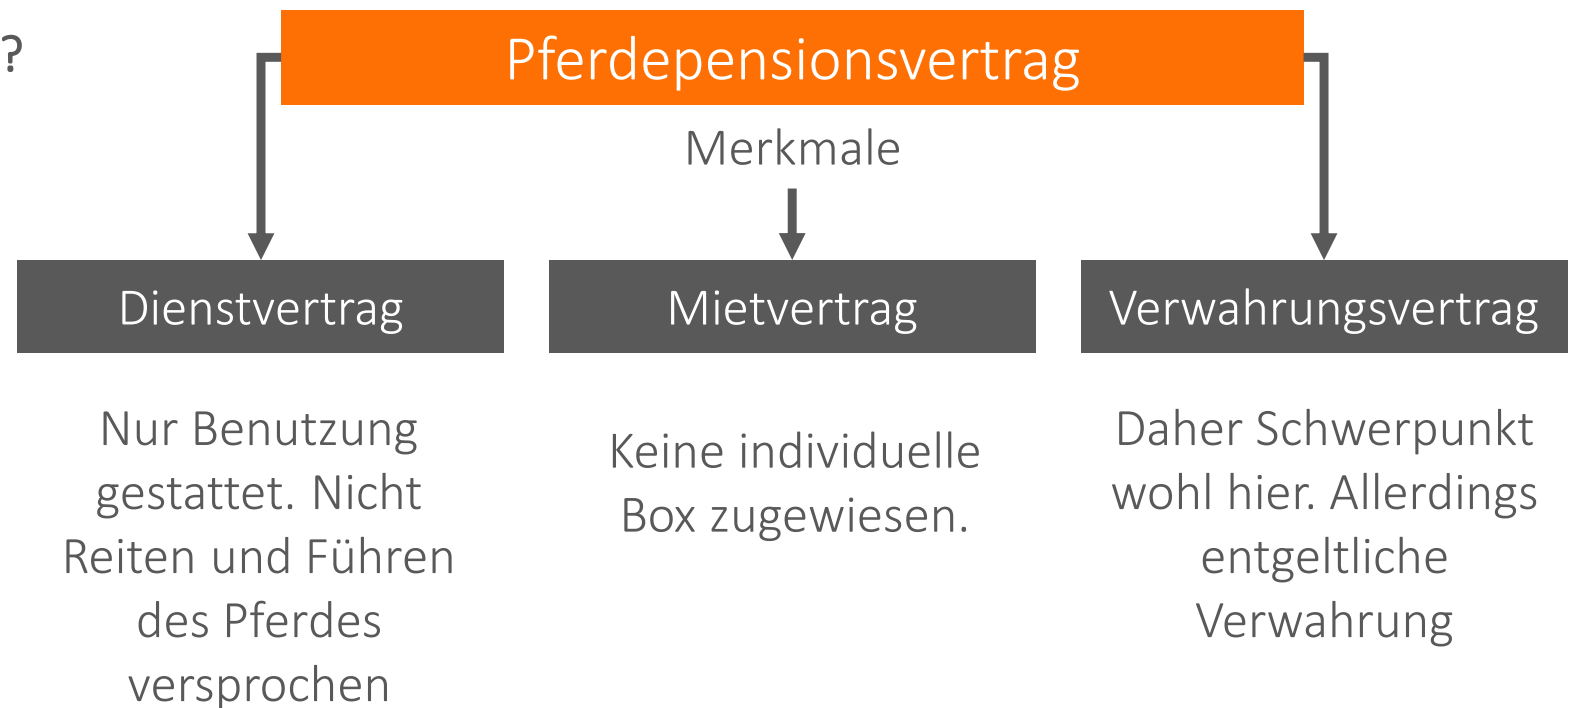 ?
Pferdepensionsvertrag
Merkmale
Dienstvertrag
Mietvertrag
Verwahrungsvertrag
Nur Benutzung
gestattet. Nicht
Reiten und Führen
des Pferdes
versprochen
Keine individuelle
Box zugewiesen.
Daher Schwerpunkt
wohl hier. Allerdings
entgeltliche
Verwahrung